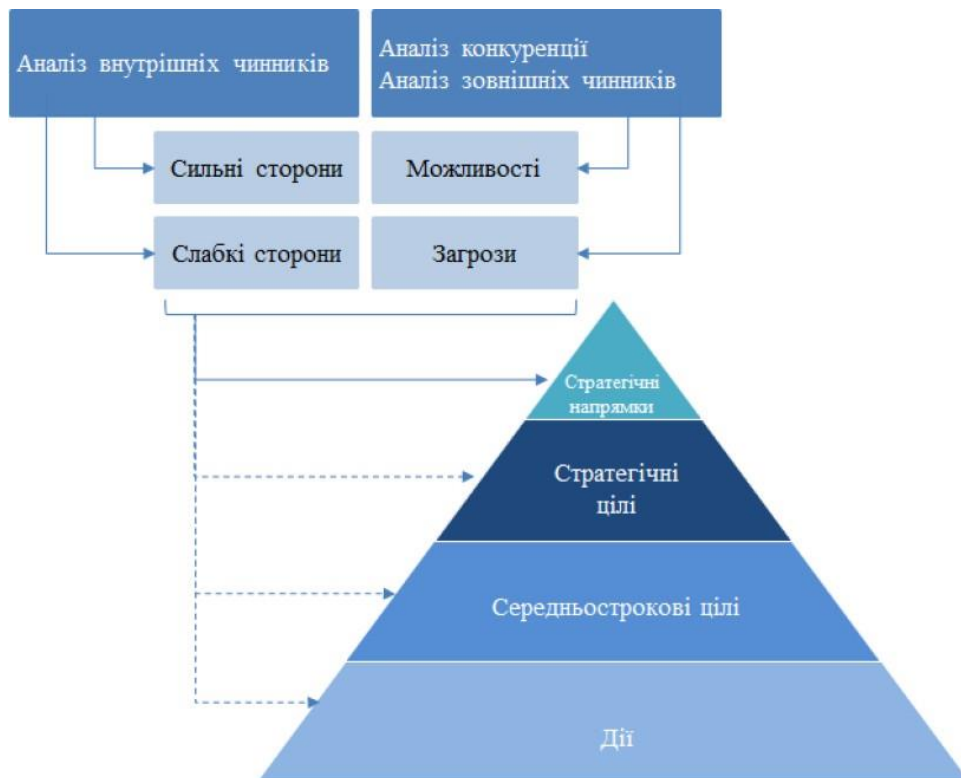 Аналіз внутрішніх чинників
Аналіз конкуренції
Аналіз зовнішніх чинників
Сильні сторони
Можливості
Слабкі сторони
Загрози
Стратегічні
напрямки
Стратегічні
цілі
Середньострокові цілі
Дії